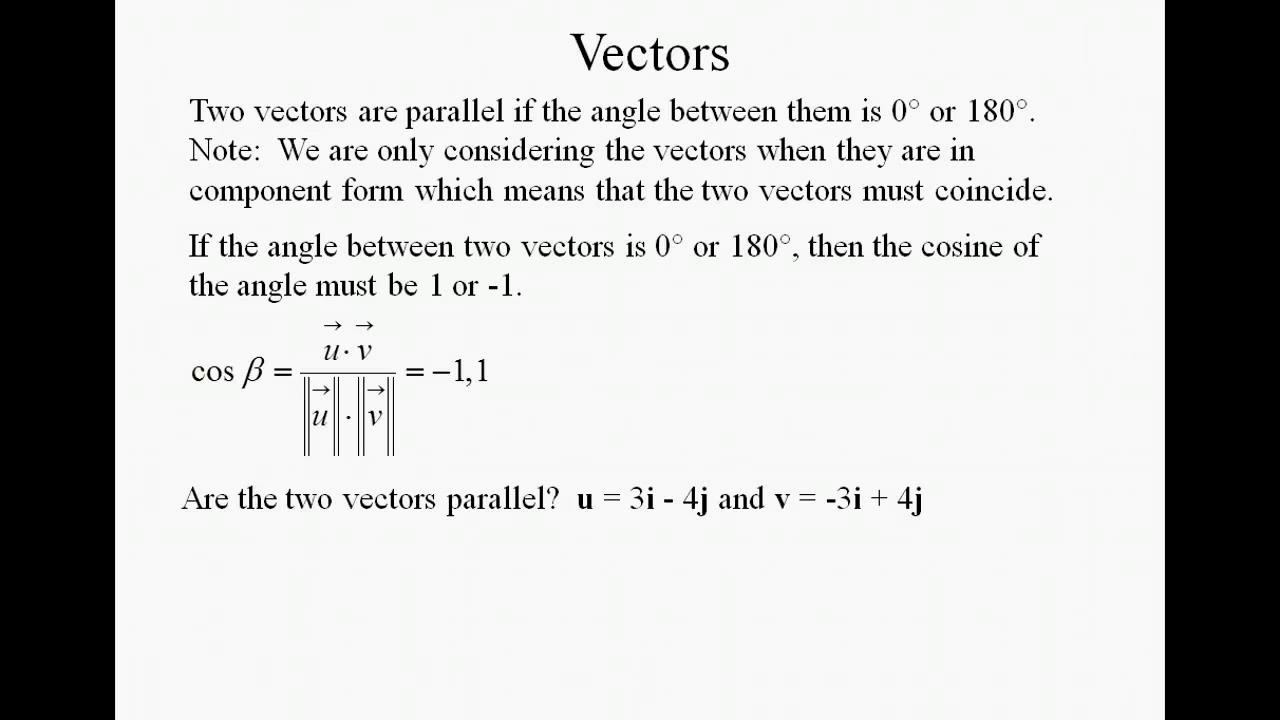 Vectors
Two vectors are parallel if the angle between them is 0° or 180°.
Note: We are only considering the vectors when they are in
component form which means that the two vectors must coincide.
If the angle between two vectors is 0° or 180°, then the cosine of
the angle must be 1 or -1.
→ →
u · v
cos β = ——— = −1,1
‖→u‖ · ‖→v‖
Are the two vectors parallel? u = 3i - 4j and v = -3i + 4j